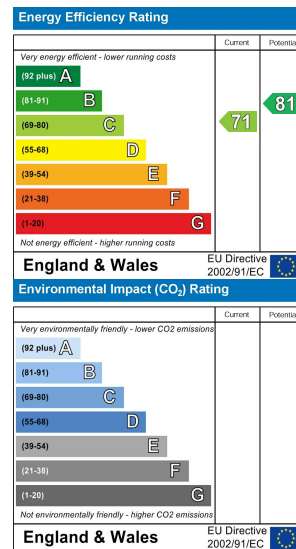 Energy Efficiency Rating
Current Potential
Very energy efficient - lower running costs
(92 plus) A
(81-91) B
(69-80) C
(55-68) D
(39-54) E
(21-38) F
(1-20) G
71
81
Not energy efficient - higher running costs
England & Wales
EU Directive
2002/91/EC
Environmental Impact (CO₂) Rating
Current Potential
Very environmentally friendly - lower CO2 emissions
(92 plus) A
(81-91) B
(69-80) C
(55-68) D
(39-54) E
(21-38) F
(1-20) G
Not environmentally friendly - higher CO2 emissions
England & Wales
EU Directive
2002/91/EC